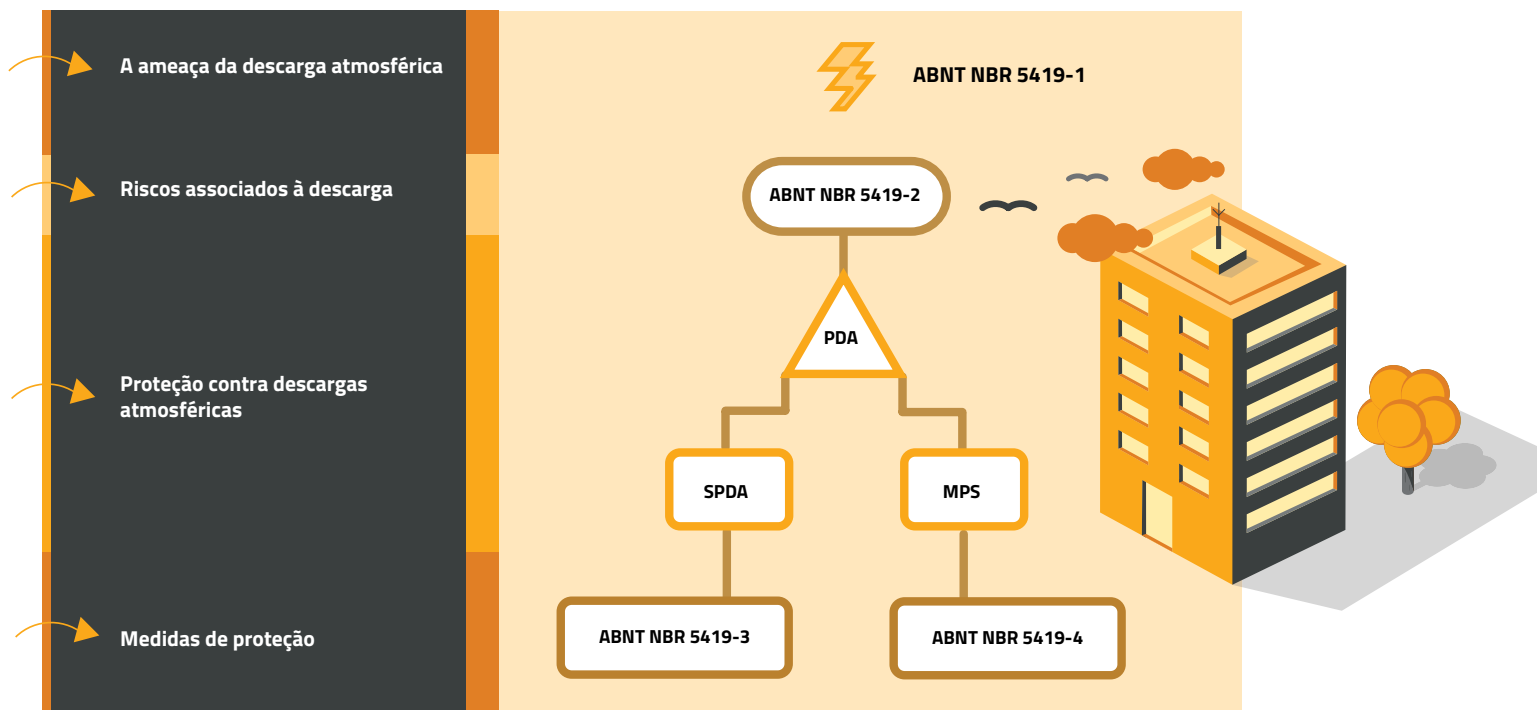 A ameaça da descarga atmosférica
ABNT NBR 5419-1
Riscos associados à descarga
ABNT NBR 5419-2
PDA
Proteção contra descargas
atmosféricas
SPDA
MPS
Medidas de proteção
ABNT NBR 5419-3
ABNT NBR 5419-4